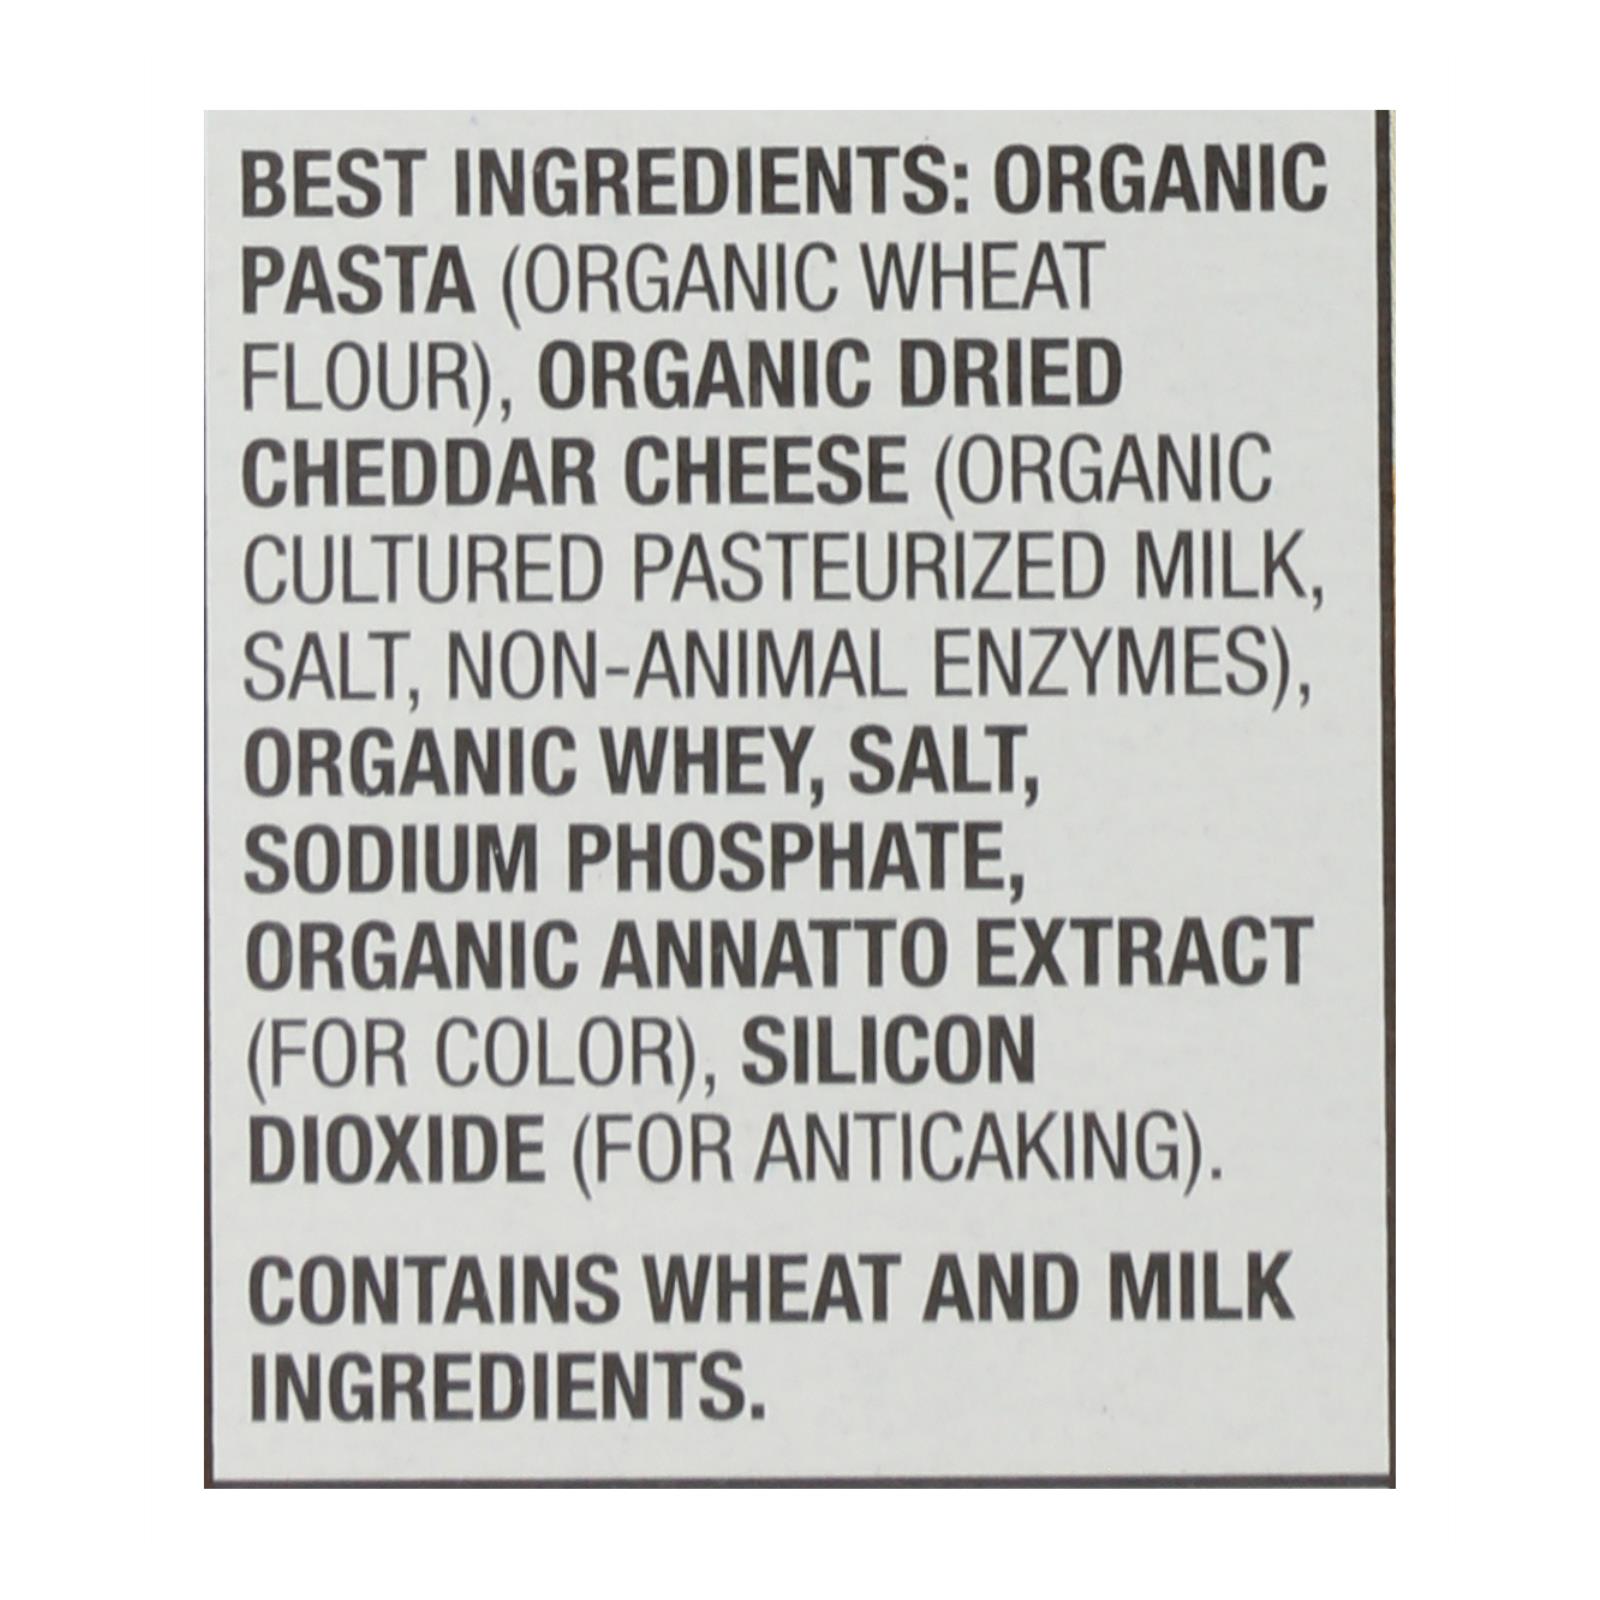 BEST INGREDIENTS: ORGANIC
PASTA (ORGANIC WHEAT
FLOUR), ORGANIC DRIED
CHEDDAR CHEESE (ORGANIC
CULTURED PASTEURIZED MILK,
SALT, NON-ANIMAL ENZYMES),
ORGANIC WHEY, SALT,
SODIUM PHOSPHATE,
ORGANIC ANNATTO EXTRACT
(FOR COLOR), SILICON
DIOXIDE (FOR ANTICAKING).
CONTAINS WHEAT AND MILK
INGREDIENTS.